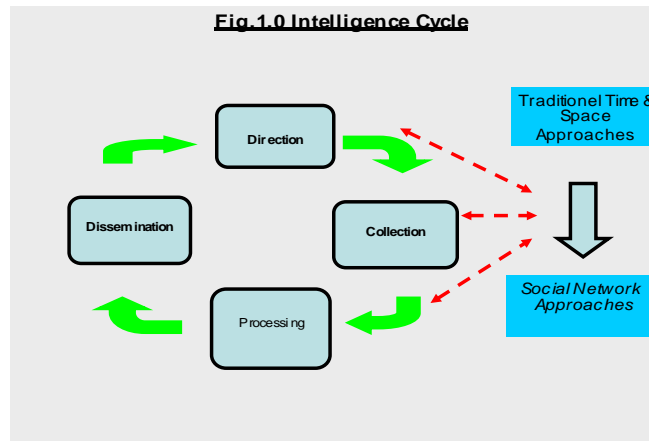 Fig.1.0 Intelligence Cycle
Traditionel Time &
Space
Approaches
Direction
Dissemination
Collection
Social Network
Approaches
Processing